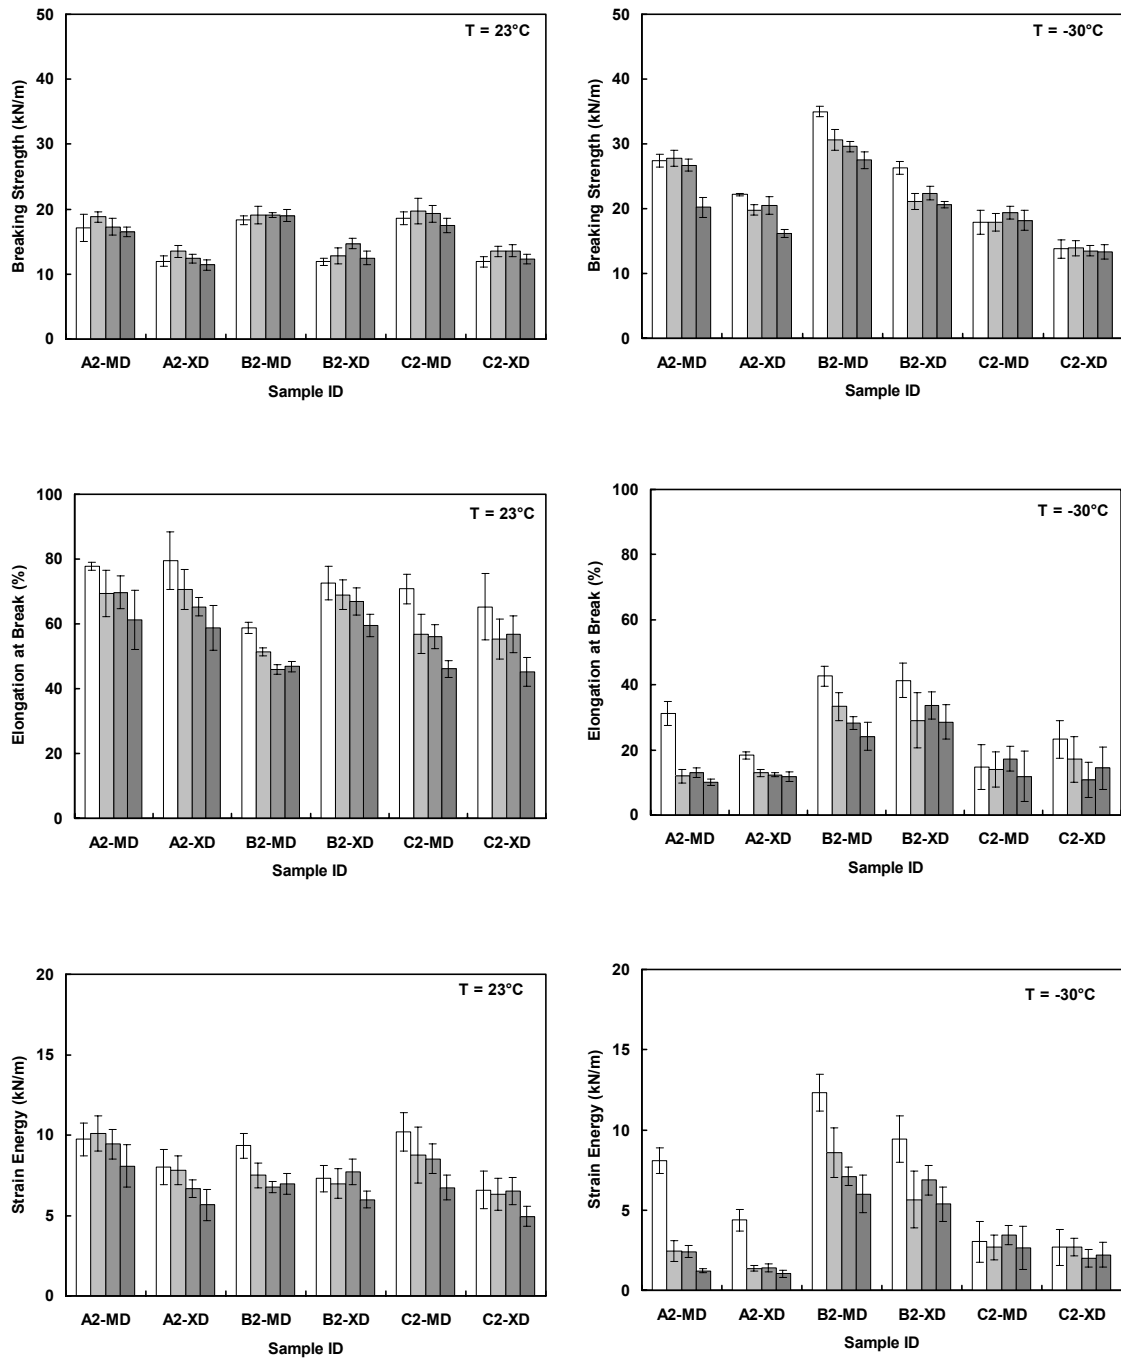 T = 23°C
Breaking Strength (kN/m)
50
40
30
20
10
0
A2-MD A2-XD B2-MD B2-XD C2-MD C2-XD
Sample ID
T = -30°C
Breaking Strength (kN/m)
50
40
30
20
10
0
A2-MD A2-XD B2-MD B2-XD C2-MD C2-XD
Sample ID
T = 23°C
Elongation at Break (%)
100
80
60
40
20
0
A2-MD A2-XD B2-MD B2-XD C2-MD C2-XD
Sample ID
T = -30°C
Elongation at Break (%)
100
80
60
40
20
0
A2-MD A2-XD B2-MD B2-XD C2-MD C2-XD
Sample ID
T = 23°C
Strain Energy (kN/m)
20
15
10
5
0
A2-MD A2-XD B2-MD B2-XD C2-MD C2-XD
Sample ID
T = -30°C
Strain Energy (kN/m)
20
15
10
5
0
A2-MD A2-XD B2-MD B2-XD C2-MD C2-XD
Sample ID